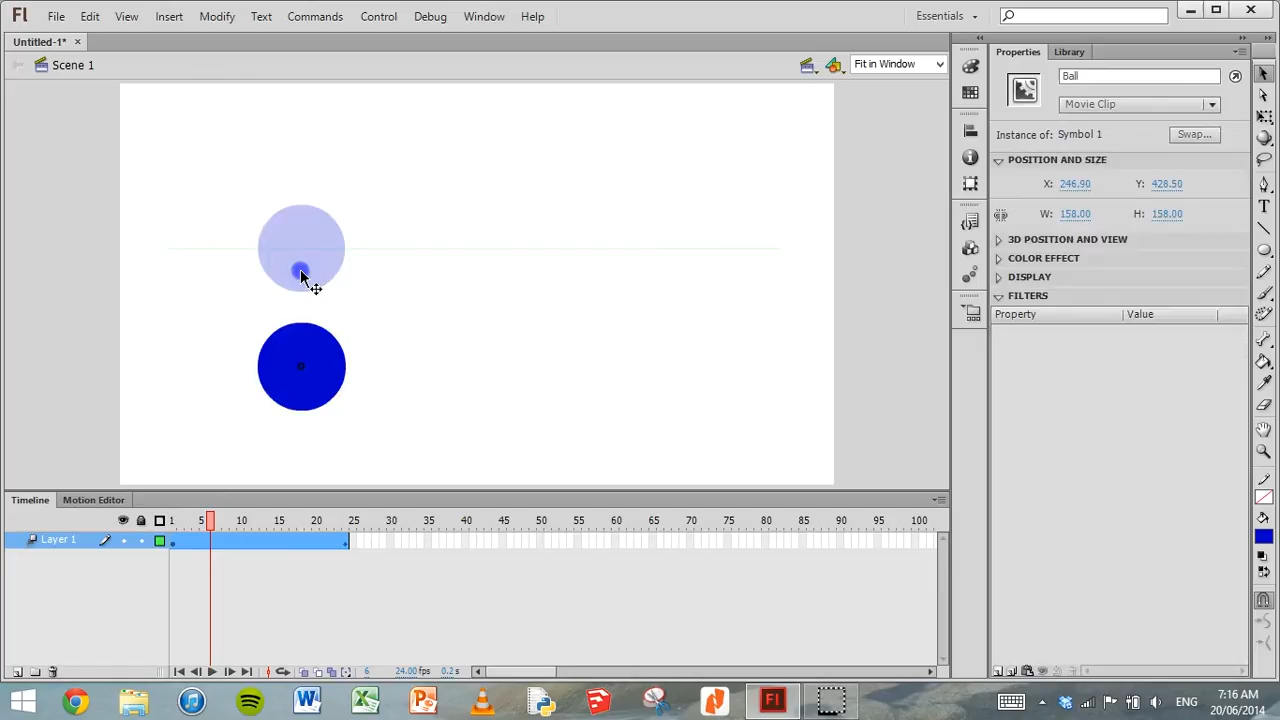 Fl File Edit View Insert Modify Text Commands Control Debug Window Help Essentials
Untitled-1* ×
Scene 1 Fit in Window
Properties Library
Ball
Movie Clip
Instance of: Symbol 1 Swap...
POSITION AND SIZE
X: 246.90 Y: 428.50
W: 158.00 H: 158.00
3D POSITION AND VIEW
COLOR EFFECT
DISPLAY
FILTERS
Property Value
Timeline Motion Editor
1 5 10 15 20 25 30 35 40 45 50 55 60 65 70 75 80 85 90 95 100
Layer 1
6 24.00 fps 0.2 s
Fl ENG 7:16 AM
20/06/2014